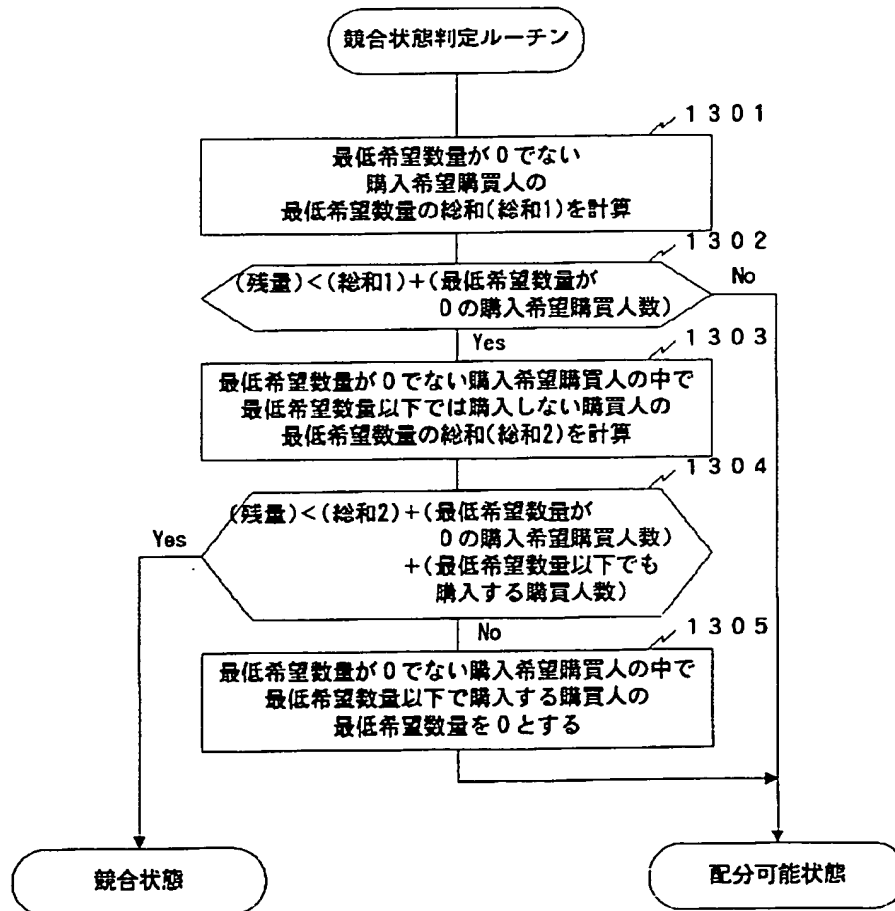 競合状態判定ルーチン
1301
最低希望数量が0でない
購入希望購買人の
最低希望数量の総和(総和1)を計算
1302
(残量)<(総和1)+(最低希望数量が
0の購入希望購買人数)
No
Yes
1303
最低希望数量が0でない購入希望購買人の中で
最低希望数量以下では購入しない購買人の
最低希望数量の総和(総和2)を計算
1304
(残量)<(総和2)+(最低希望数量が
0の購入希望購買人数)
+(最低希望数量以下でも
購入する購買人数)
Yes
No
1305
最低希望数量が0でない購入希望購買人の中で
最低希望数量以下で購入する購買人の
最低希望数量を0とする
競合状態
配分可能状態